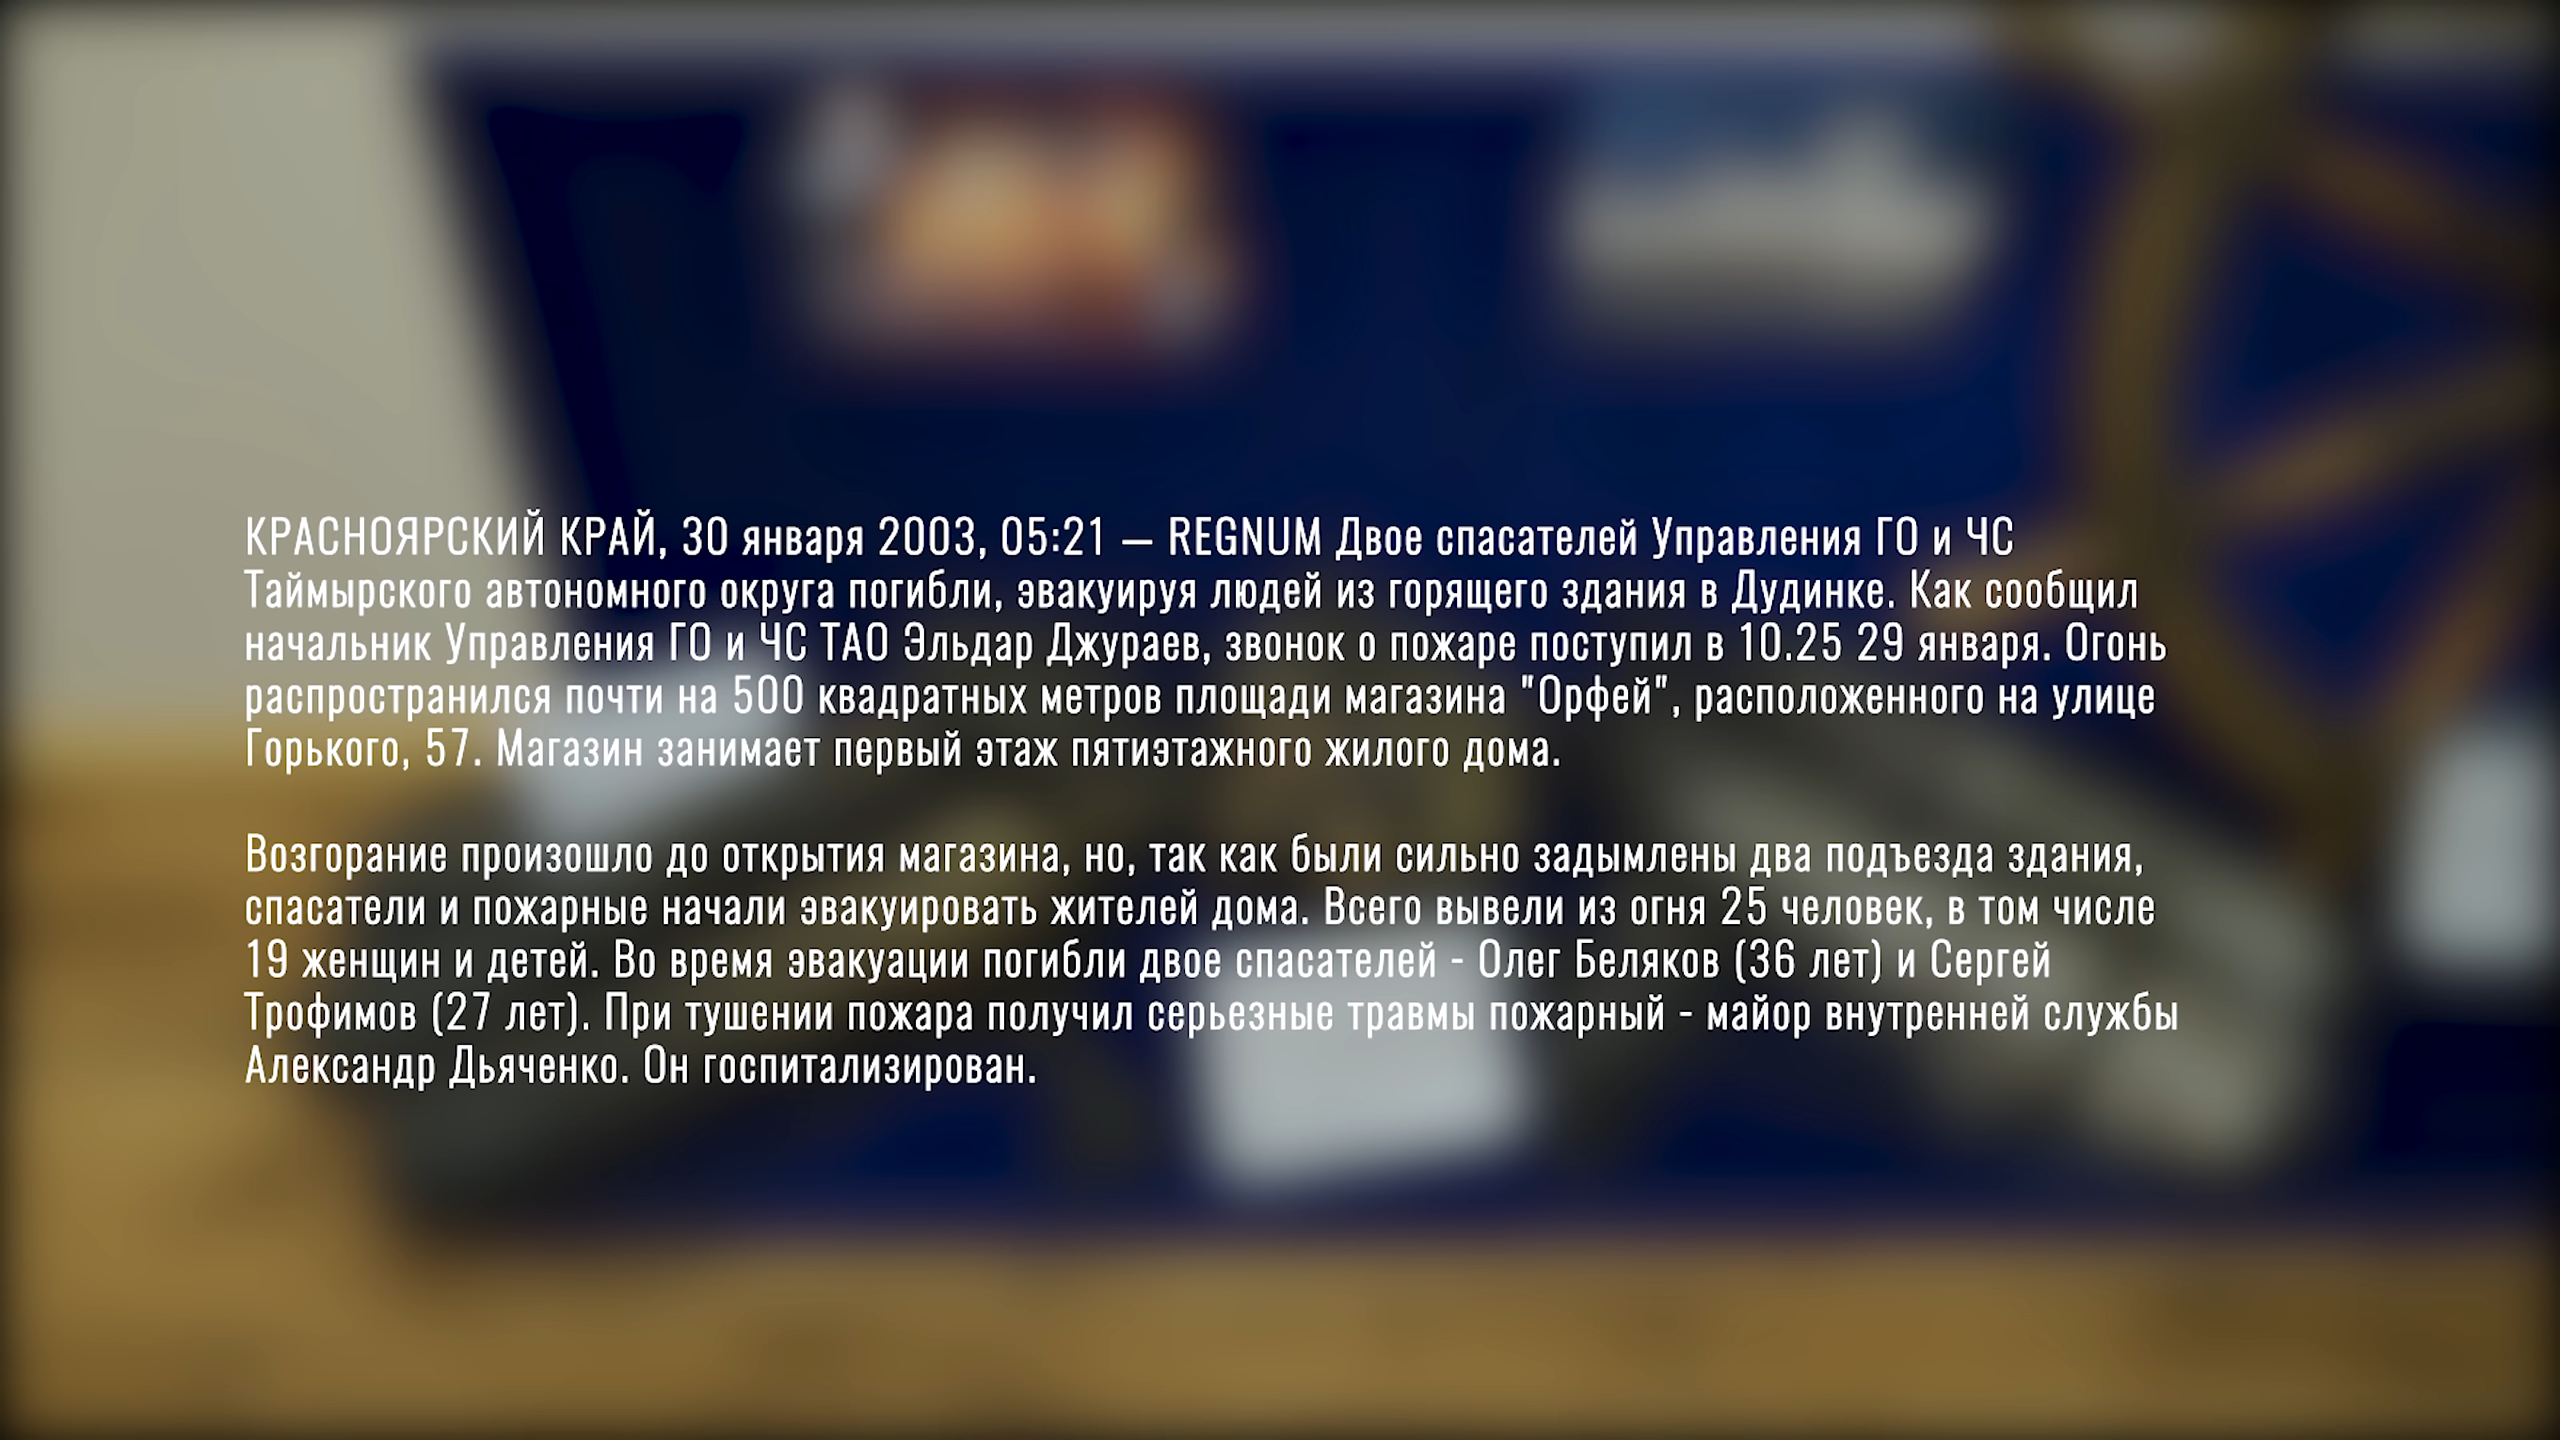 КРАСНОЯРСКИЙ КРАЙ, 30 января 2003, 05:21 — REGNUM Двое спасателей Управления ГО и ЧС
Таймырского автономного округа погибли, эвакуируя людей из горящего здания в Дудинке. Как сообщил
начальник Управления ГО и ЧС ТАО Эльдар Джураев, звонок о пожаре поступил в 10.25 29 января. Огонь
распространился почти на 500 квадратных метров площади магазина "Орфей", расположенного на улице
Горького, 57. Магазин занимает первый этаж пятиэтажного жилого дома.
Возгорание произошло до открытия магазина, но, так как были сильно задымлены два подъезда здания,
спасатели и пожарные начали эвакуировать жителей дома. Всего вывели из огня 25 человек, в том числе
19 женщин и детей. Во время эвакуации погибли двое спасателей - Олег Беляков (36 лет) и Сергей
Трофимов (27 лет). При тушении пожара получил серьезные травмы пожарный - майор внутренней службы
Александр Дьяченко. Он госпитализирован.